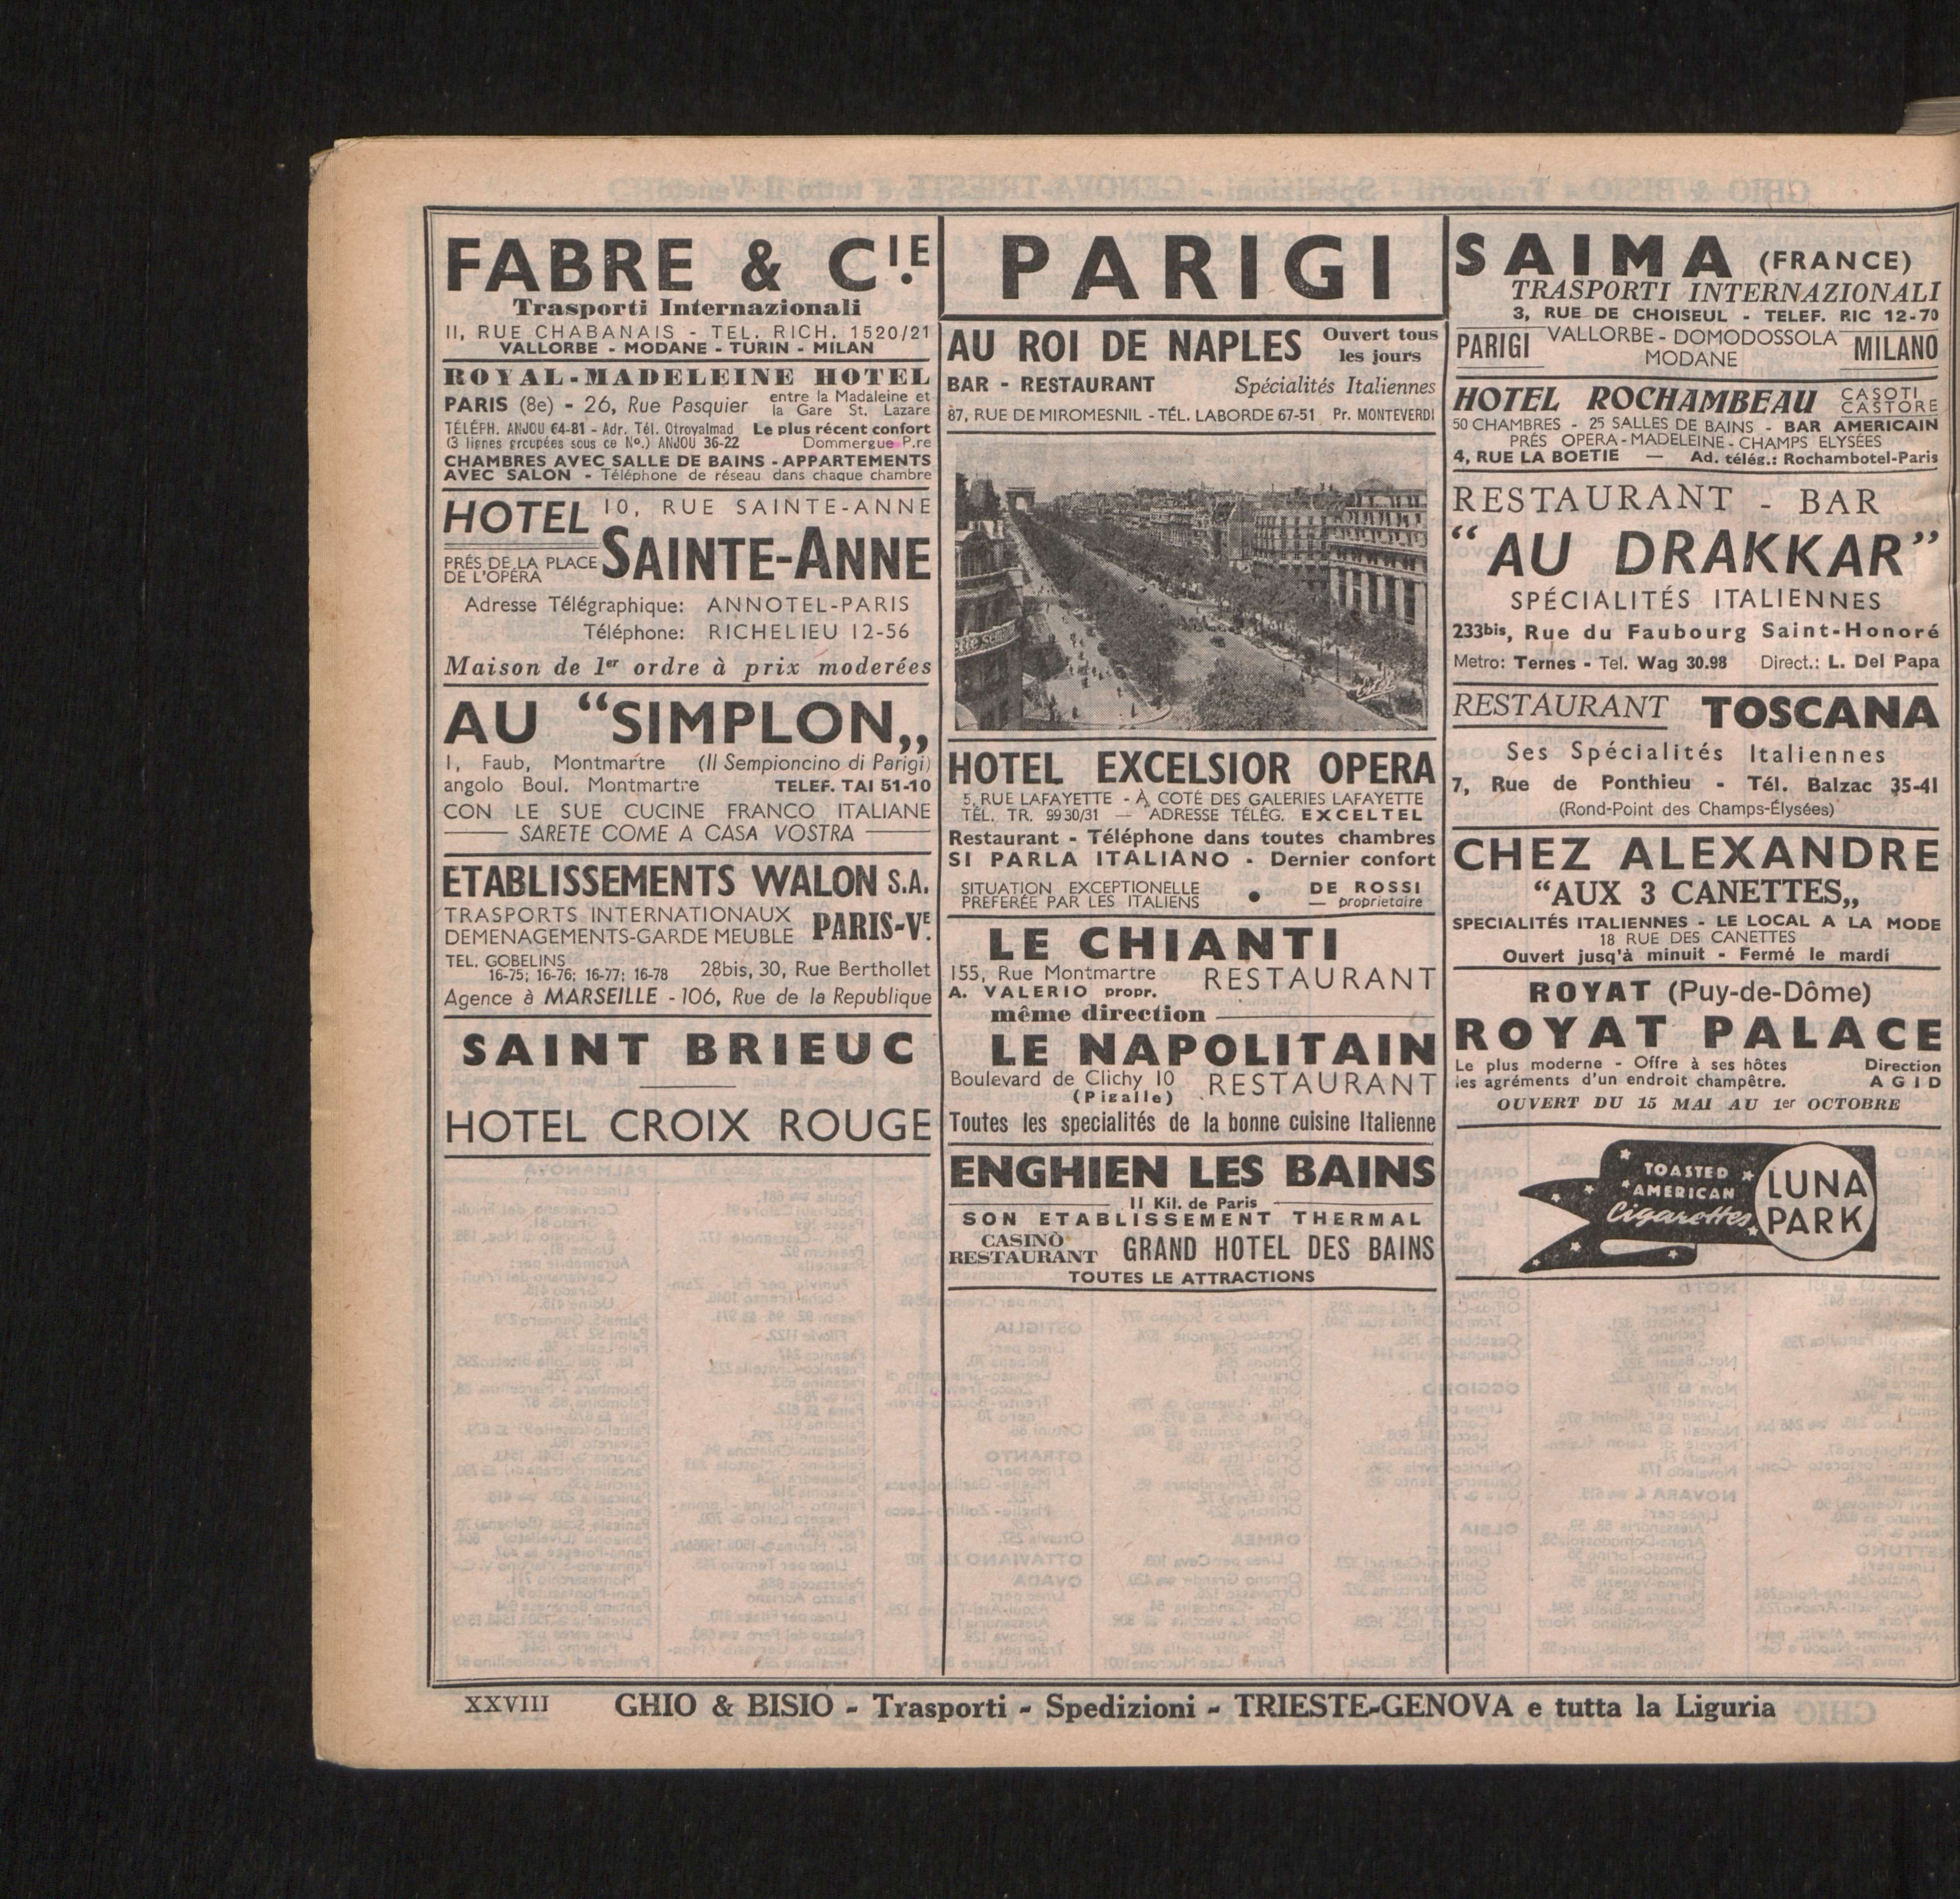 FABRE & CIE.
Trasporti Internazionali
11, RUE CHABANAIS - TEL. RICH. 1520/21
VALLORBE - MODANE - TURIN - MILAN
ROYAL-MADELEINE HOTEL
PARIS (8e) - 26, Rue Pasquier entre la Madaleine et
la Gare St. Lazare
TÉLÉPH. ANJOU 64-81 - Adr. Tél. Otroyalmad Le plus récent confort
(3 lignes groupées sous ce No.) ANJOU 36-22 Dommergue P.re
CHAMBRES AVEC SALLE DE BAINS - APPARTEMENTS
AVEC SALON - Téléphone de réseau dans chaque chambre
HOTEL 10, RUE SAINTE-ANNE
PRÉS DE LA PLACE
DE L'OPÉRA
SAINTE-ANNE
Adresse Télégraphique: ANNOTEL-PARIS
Téléphone: RICHELIEU 12-56
Maison de 1er ordre à prix moderées
AU “SIMPLON„
1, Faub, Montmartre (Il Sempioncino di Parigi)
angolo Boul. Montmartre TELEF. TAI 51-10
CON LE SUE CUCINE FRANCO ITALIANE
SARETE COME A CASA VOSTRA
ETABLISSEMENTS WALON S.A.
TRASPORTS INTERNATIONAUX
DEMENAGEMENTS-GARDE MEUBLE PARIS-VE.
TEL. GOBELINS
16-75; 16-76; 16-77; 16-78 28bis, 30, Rue Berthollet
Agence à MARSEILLE - 106, Rue de la Republique
SAINT BRIEUC
HOTEL CROIX ROUGE
PARIGI
AU ROI DE NAPLES Ouvert tous
les jours
BAR - RESTAURANT Spécialités Italiennes
87, RUE DE MIROMESNIL - TÉL. LABORDE 67-51 Pr. MONTEVERDI
HOTEL EXCELSIOR OPERA
5, RUE LAFAYETTE - À COTÉ DES GALERIES LAFAYETTE
TÉL. TR. 99 30/31 — ADRESSE TÉLÉG. EXCELTEL
Restaurant - Téléphone dans toutes chambres
SI PARLA ITALIANO - Dernier confort
SITUATION EXCEPTIONELLE
PREFERÉE PAR LES ITALIENS • DE ROSSI
— proprietaire
LE CHIANTI
155, Rue Montmartre RESTAURANT
A. VALERIO propr.
même direction
LE NAPOLITAIN
Boulevard de Clichy 10 RESTAURANT
(Pigalle)
Toutes les specialités de la bonne cuisine Italienne
ENGHIEN LES BAINS
11 Kil. de Paris
SON ETABLISSEMENT THERMAL
CASINÒ
RESTAURANT GRAND HOTEL DES BAINS
TOUTES LE ATTRACTIONS
SAIMA (FRANCE)
TRASPORTI INTERNAZIONALI
3, RUE DE CHOISEUL - TELEF. RIC 12-70
PARIGI VALLORBE - DOMODOSSOLA
MODANE MILANO
HOTEL ROCHAMBEAU CASOTI
CASTORE
50 CHAMBRES - 25 SALLES DE BAINS - BAR AMERICAIN
PRÉS OPERA - MADELEINE - CHAMPS ELYSÉES
4, RUE LA BOETIE — Ad. télég.: Rochambotel-Paris
RESTAURANT - BAR
“AU DRAKKAR”
SPÉCIALITÉS ITALIENNES
233bis, Rue du Faubourg Saint-Honoré
Metro: Ternes - Tel. Wag 30.98 Direct.: L. Del Papa
RESTAURANT TOSCANA
Ses Spécialités Italiennes
7, Rue de Ponthieu - Tél. Balzac 35-41
(Rond-Point des Champs-Élysées)
CHEZ ALEXANDRE
“AUX 3 CANETTES„
SPECIALITÉS ITALIENNES - LE LOCAL A LA MODE
18 RUE DES CANETTES
Ouvert jusq'à minuit - Fermé le mardi
ROYAT (Puy-de-Dôme)
ROYAT PALACE
Le plus moderne - Offre à ses hôtes Direction
les agréments d'un endroit champêtre. AGID
OUVERT DU 15 MAI AU 1er OCTOBRE
TOASTED
AMERICAN
Cigarettes
LUNA
PARK
XXVIII GHIO & BISIO - Trasporti - Spedizioni - TRIESTE-GENOVA e tutta la Liguria